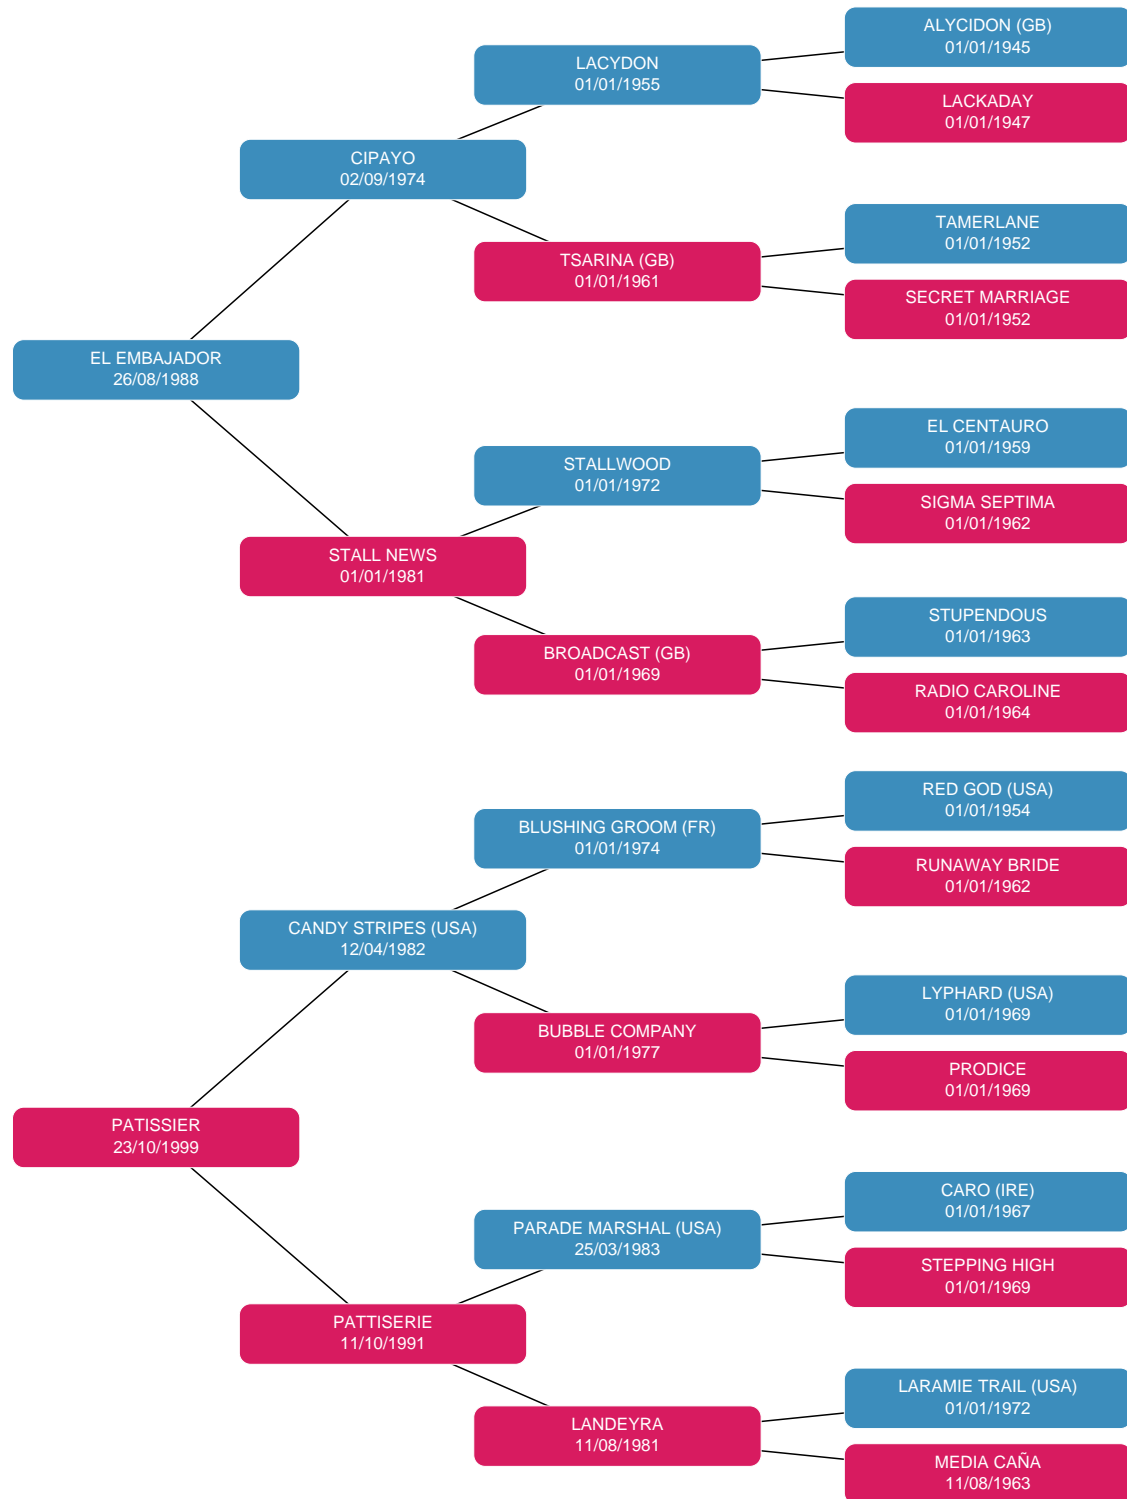 ALYCIDON (GB)
01/01/1945
LACYDON
01/01/1955
LACKADAY
01/01/1947
CIPAYO
02/09/1974
TAMERLANE
01/01/1952
TSARINA (GB)
01/01/1961
SECRET MARRIAGE
01/01/1952
EL EMBAJADOR
26/08/1988
EL CENTAURO
01/01/1959
STALLWOOD
01/01/1972
SIGMA SEPTIMA
01/01/1962
STALL NEWS
01/01/1981
STUPENDOUS
01/01/1963
BROADCAST (GB)
01/01/1969
RADIO CAROLINE
01/01/1964
RED GOD (USA)
01/01/1954
BLUSHING GROOM (FR)
01/01/1974
RUNAWAY BRIDE
01/01/1962
CANDY STRIPES (USA)
12/04/1982
LYPHARD (USA)
01/01/1969
BUBBLE COMPANY
01/01/1977
PRODICE
01/01/1969
PATISSIER
23/10/1999
CARO (IRE)
01/01/1967
PARADE MARSHAL (USA)
25/03/1983
STEPPING HIGH
01/01/1969
PATTISERIE
11/10/1991
LARAMIE TRAIL (USA)
01/01/1972
LANDEYRA
11/08/1981
MEDIA CAÑA
11/08/1963